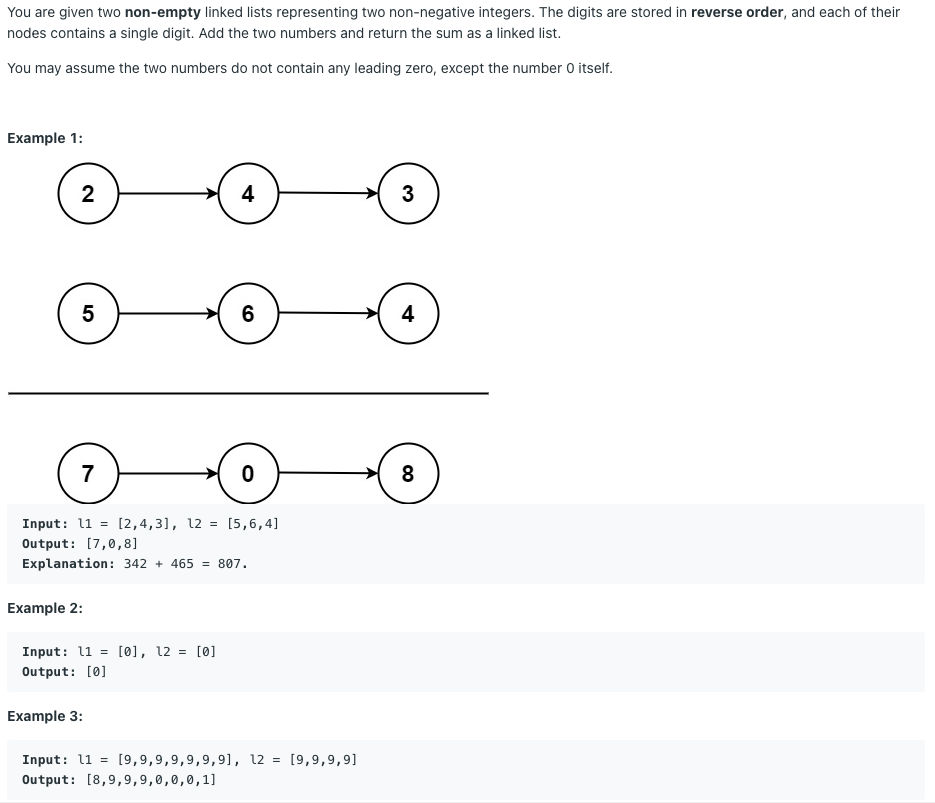 You are given two non-empty linked lists representing two non-negative integers. The digits are stored in reverse order, and each of their
nodes contains a single digit. Add the two numbers and return the sum as a linked list.
You may assume the two numbers do not contain any leading zero, except the number 0 itself.
Example 1:
2 4 3
5 6 4
7 0 8
Input: l1 = [2,4,3], l2 = [5,6,4]
Output: [7,0,8]
Explanation: 342 + 465 = 807.
Example 2:
Input: l1 = [0], l2 = [0]
Output: [0]
Example 3:
Input: l1 = [9,9,9,9,9,9,9], l2 = [9,9,9,9]
Output: [8,9,9,9,0,0,0,1]